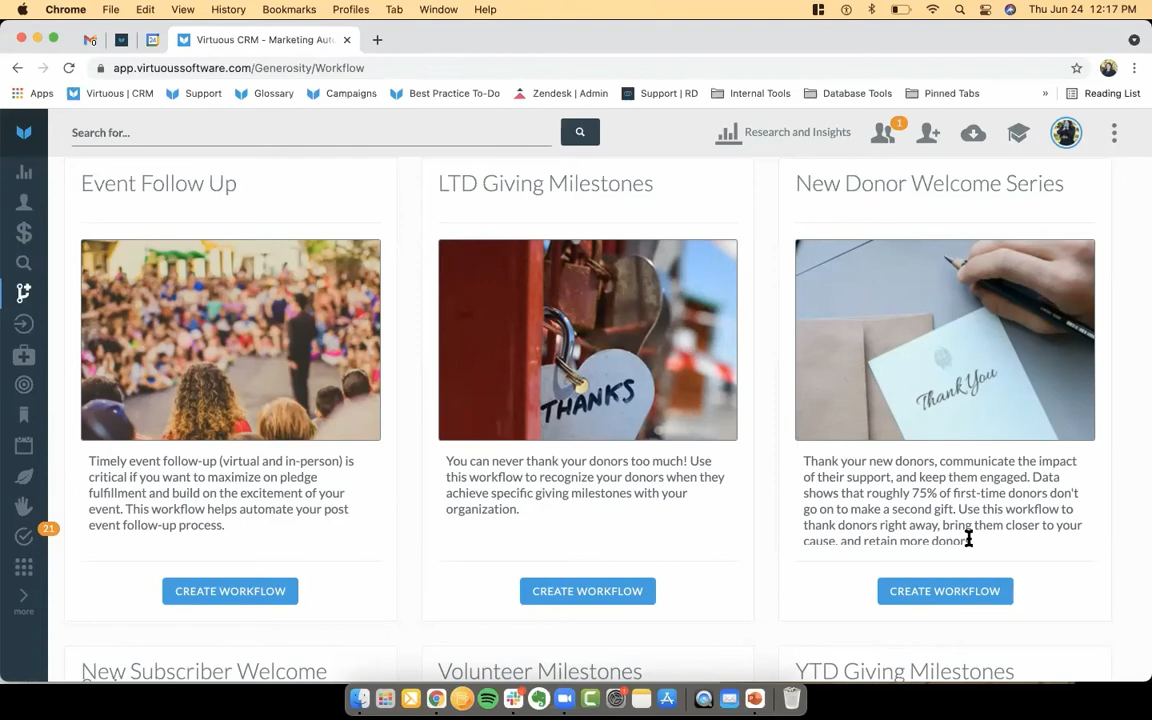 Chrome File Edit View History Bookmarks Profiles Tab Window Help Thu Jun 24 12:17 PM
Virtuous CRM - Marketing Auto
app.virtuoussoftware.com/Generosity/Workflow
Apps Virtuous | CRM Support Glossary Campaigns Best Practice To-Do Zendesk | Admin Support | RD Internal Tools Database Tools Pinned Tabs » Reading List
Search for... Research and Insights 1
Event Follow Up
LTD Giving Milestones
New Donor Welcome Series
THANKS
Thank You
Timely event follow-up (virtual and in-person) is
critical if you want to maximize on pledge
fulfillment and build on the excitement of your
event. This workflow helps automate your post
event follow-up process.
You can never thank your donors too much! Use
this workflow to recognize your donors when they
achieve specific giving milestones with your
organization.
Thank your new donors, communicate the impact
of their support, and keep them engaged. Data
shows that roughly 75% of first-time donors don't
go on to make a second gift. Use this workflow to
thank donors right away, bring them closer to your
cause, and retain more donors
CREATE WORKFLOW
CREATE WORKFLOW
CREATE WORKFLOW
21
more
New Subscriber Welcome
Volunteer Milestones
YTD Giving Milestones